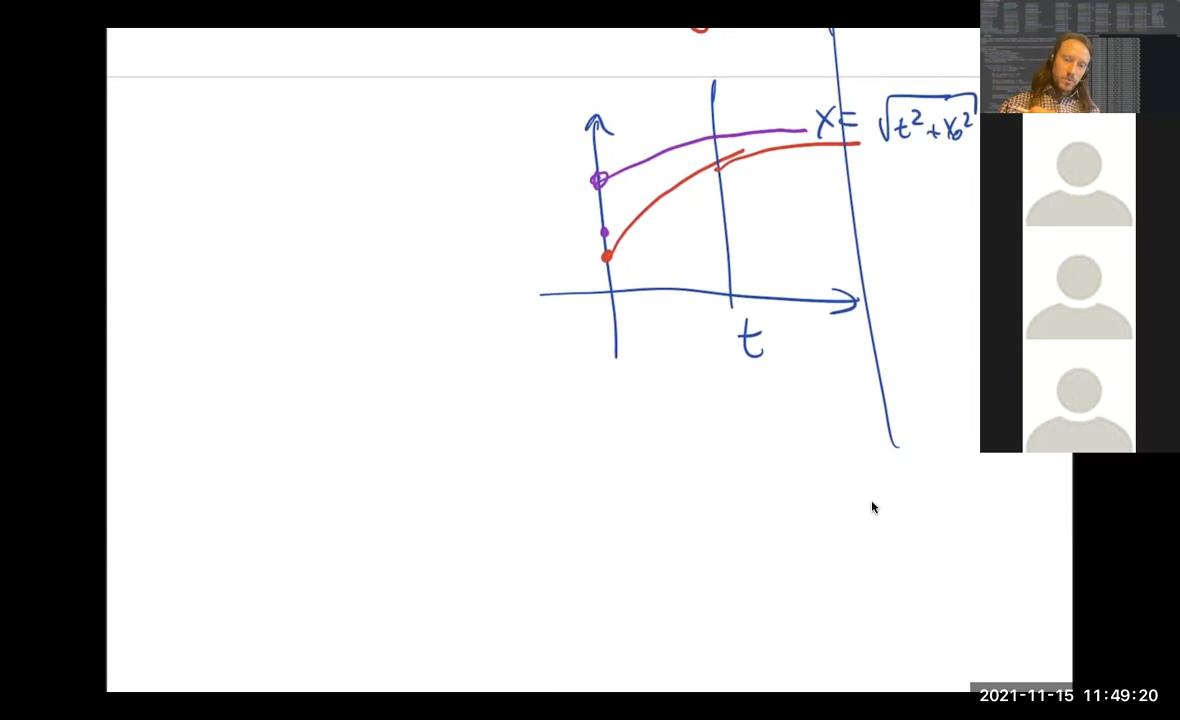 x = √(t² + x₀²)
t
2021-11-15 11:49:20